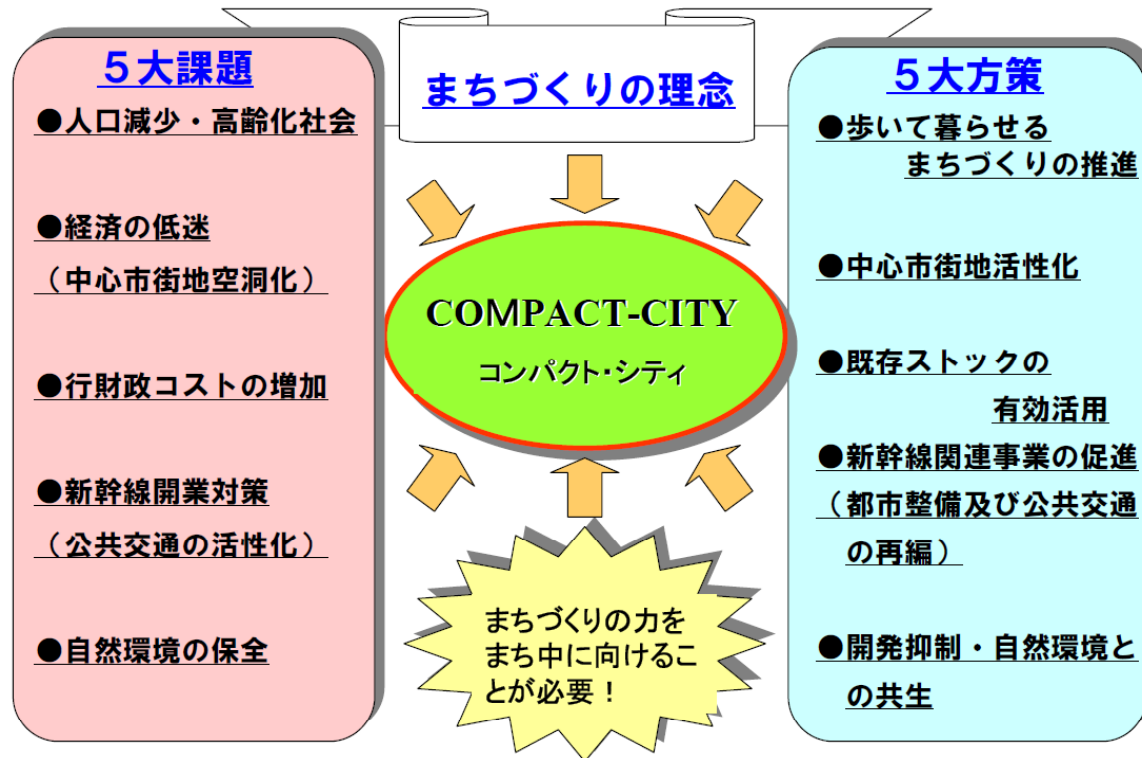 ５大課題
●人口減少・高齢化社会
●経済の低迷
（中心市街地空洞化）
●行財政コストの増加
●新幹線開業対策
（公共交通の活性化）
●自然環境の保全
まちづくりの理念
COMPACT-CITY
コンパクト・シティ
まちづくりの力を
まち中に向けるこ
とが必要！
５大方策
●歩いて暮らせる
まちづくりの推進
●中心市街地活性化
●既存ストックの
有効活用
●新幹線関連事業の促進
（都市整備及び公共交通
の再編）
●開発抑制・自然環境と
の共生